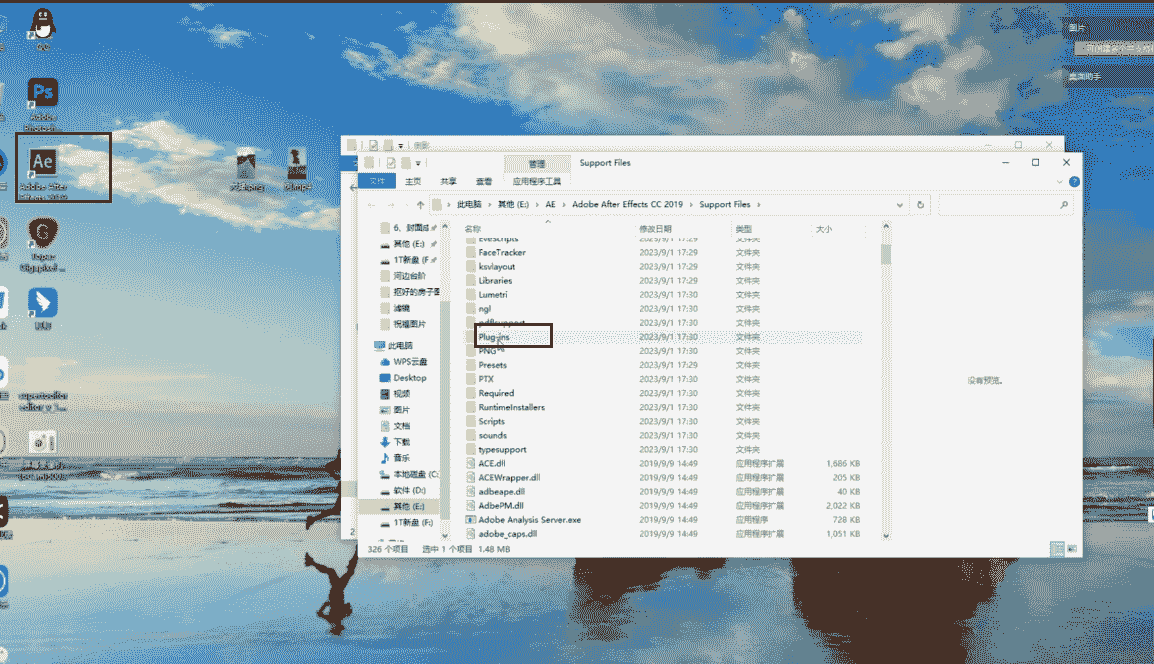 图片
桌面助手
Ps
Adobe
Ae
Adobe After
Effects 2019
G
Topaz
Gigapixel ...
Support Files
管理
文件
主页
共享
查看
应用程序工具
此电脑 > 其他 (E:) > AE > Adobe After Effects CC 2019 > Support Files >
名称
修改日期
类型
大小
其他 (E:)
1T新盘 (F
河边台阶
抠好的房子图
滤镜
祝福图片
此电脑
WPS云盘
Desktop
视频
图片
文档
下载
音乐
本地磁盘 (C:
软件 (D:)
其他 (E:)
1T新盘 (F:)
FaceTracker 2023/9/1 17:29 文件夹
ksvlayout 2023/9/1 17:29 文件夹
Libraries 2023/9/1 17:29 文件夹
Lumetri 2023/9/1 17:30 文件夹
ngl 2023/9/1 17:30 文件夹
2023/9/1 17:30 文件夹
Plug-ins 2023/9/1 17:30 文件夹
PNG 2023/9/1 17:30 文件夹
Presets 2023/9/1 17:30 文件夹
PTX 2023/9/1 17:30 文件夹
Required 2023/9/1 17:30 文件夹
RuntimeInstallers 2023/9/1 17:30 文件夹
Scripts 2023/9/1 17:30 文件夹
sounds 2023/9/1 17:30 文件夹
typesupport 2023/9/1 17:30 文件夹
ACE.dll 2019/9/9 14:49 应用程序扩展 1,686 KB
ACEWrapper.dll 2019/9/9 14:49 应用程序扩展 205 KB
adbeape.dll 2019/9/9 14:49 应用程序扩展 40 KB
AdbePM.dll 2019/9/9 14:49 应用程序扩展 2,022 KB
Adobe Analysis Server.exe 2019/9/9 14:49 应用程序 728 KB
adobe_caps.dll 2019/9/9 14:49 应用程序扩展 1,051 KB
没有预览。
326 个项目 选中 1 个项目 1.48 MB